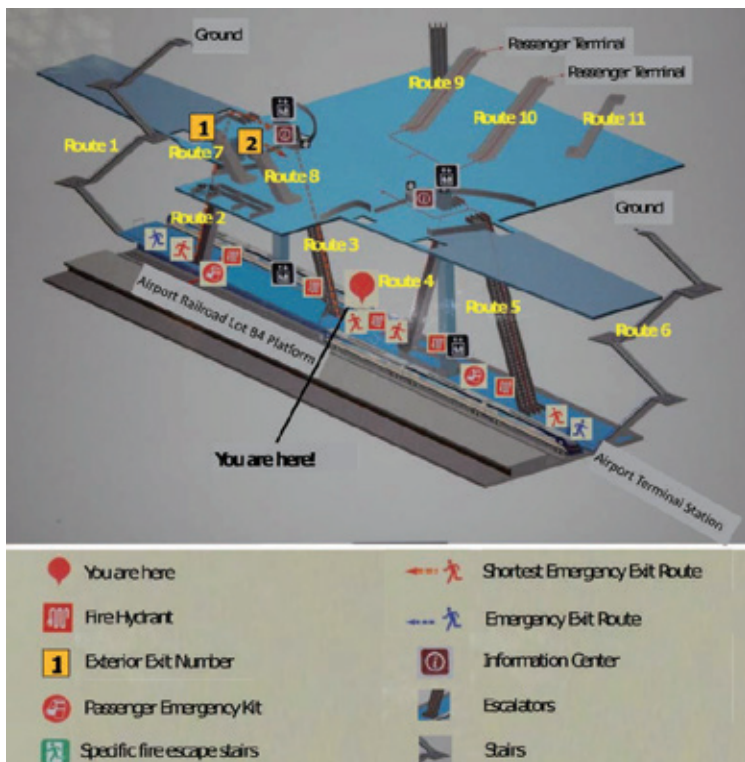 Ground
Passenger Terminal
Passenger Terminal
Route 9
Route 10
Route 11
Route 1
1
2
Route 7
Route 8
Ground
Route 2
Route 3
Route 4
Route 5
Route 6
Airport Railroad Lot B4 Platform
You are here!
Airport Terminal Station
You are here
Shortest Emergency Exit Route
Fire Hydrant
Emergency Exit Route
1
Exterior Exit Number
Information Center
Passenger Emergency Kit
Escalators
Specific fire escape stairs
Stairs